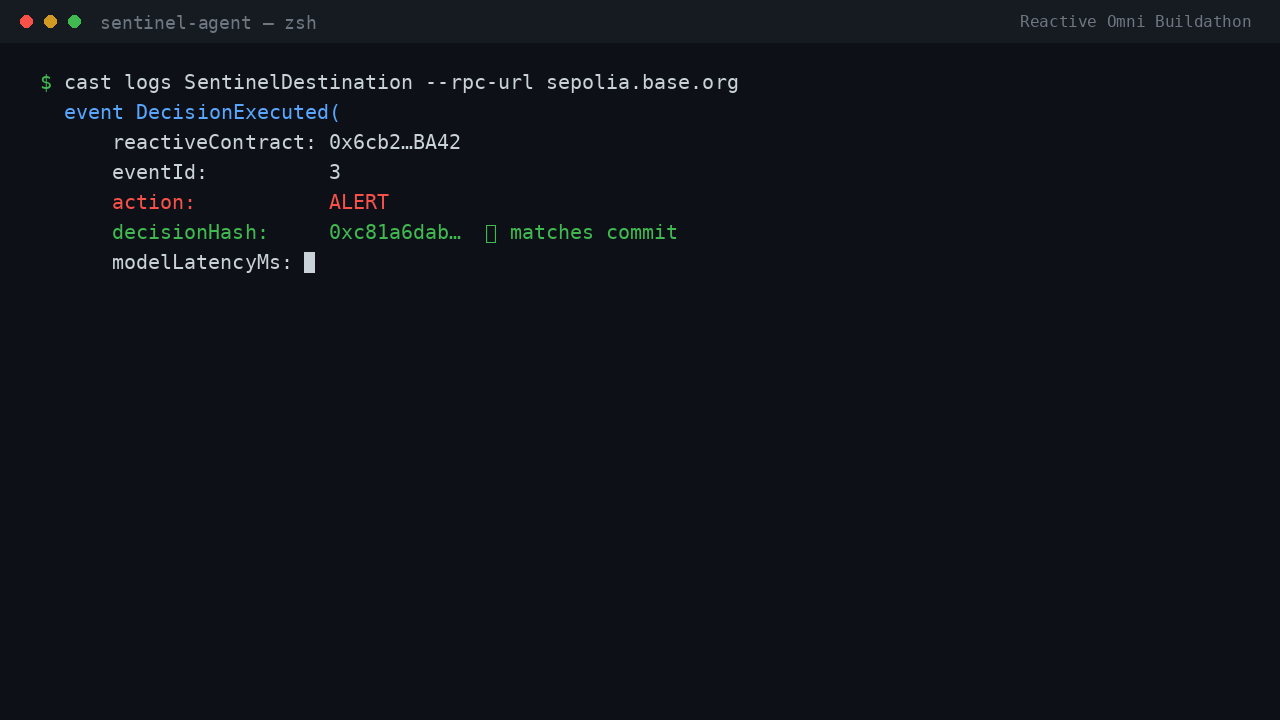 sentinel-agent — zsh
Reactive Omni Buildathon
$ cast logs SentinelDestination --rpc-url sepolia.base.org
event DecisionExecuted(
reactiveContract: 0x6cb2…BA42
eventId: 3
action: ALERT
decisionHash: 0xc81a6dab… ▯ matches commit
modelLatencyMs: